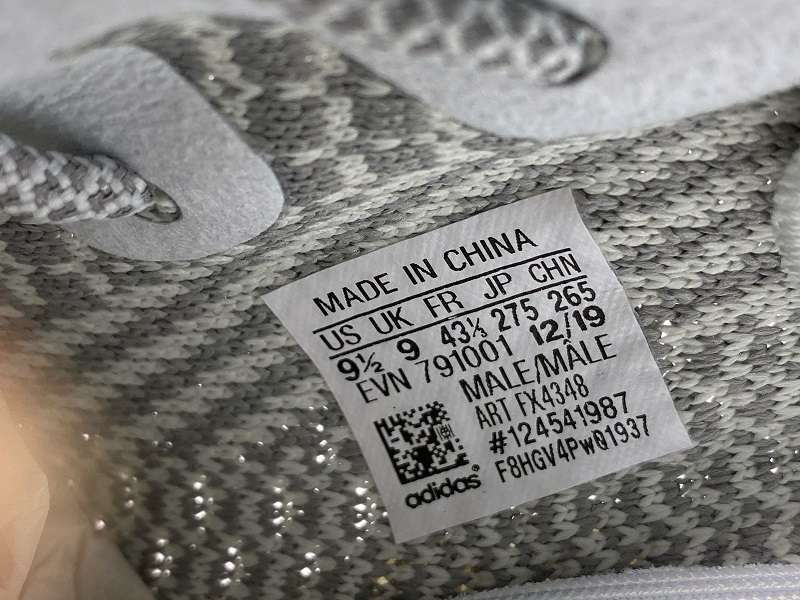 MADE IN CHINA
US UK FR JP CHN
9½ 9 43⅓ 275 265
EVN 791001 12/19
MALE/MÂLE
ART FX4348
#124541987
F8HGV4PwQ1937
adidas®